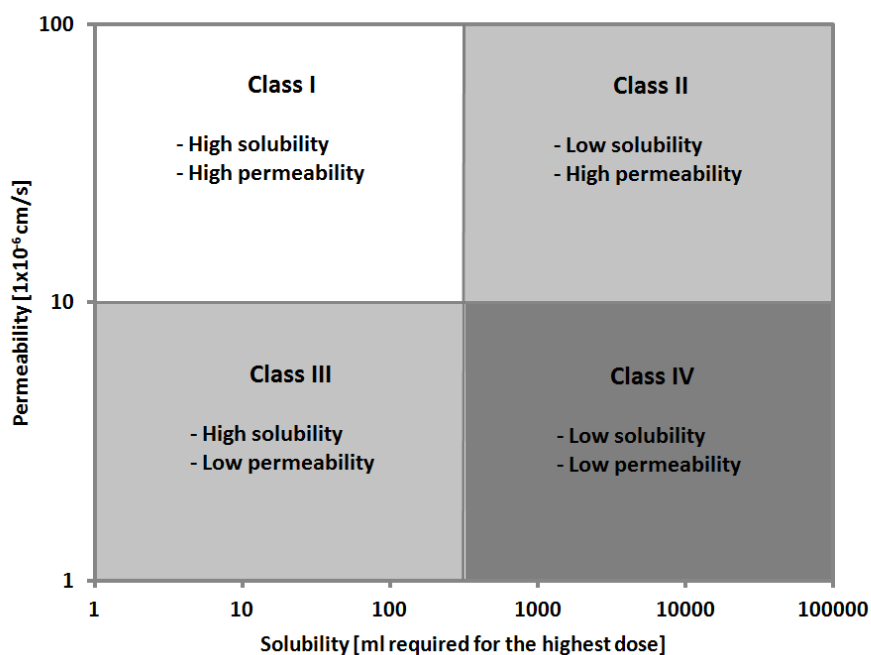 100
Class I
- High solubility
- High permeability
Class II
- Low solubility
- High permeability
Permeability [1x10⁻⁶ cm/s]
10
Class III
- High solubility
- Low permeability
Class IV
- Low solubility
- Low permeability
1
1 10 100 1000 10000 100000
Solubility [ml required for the highest dose]